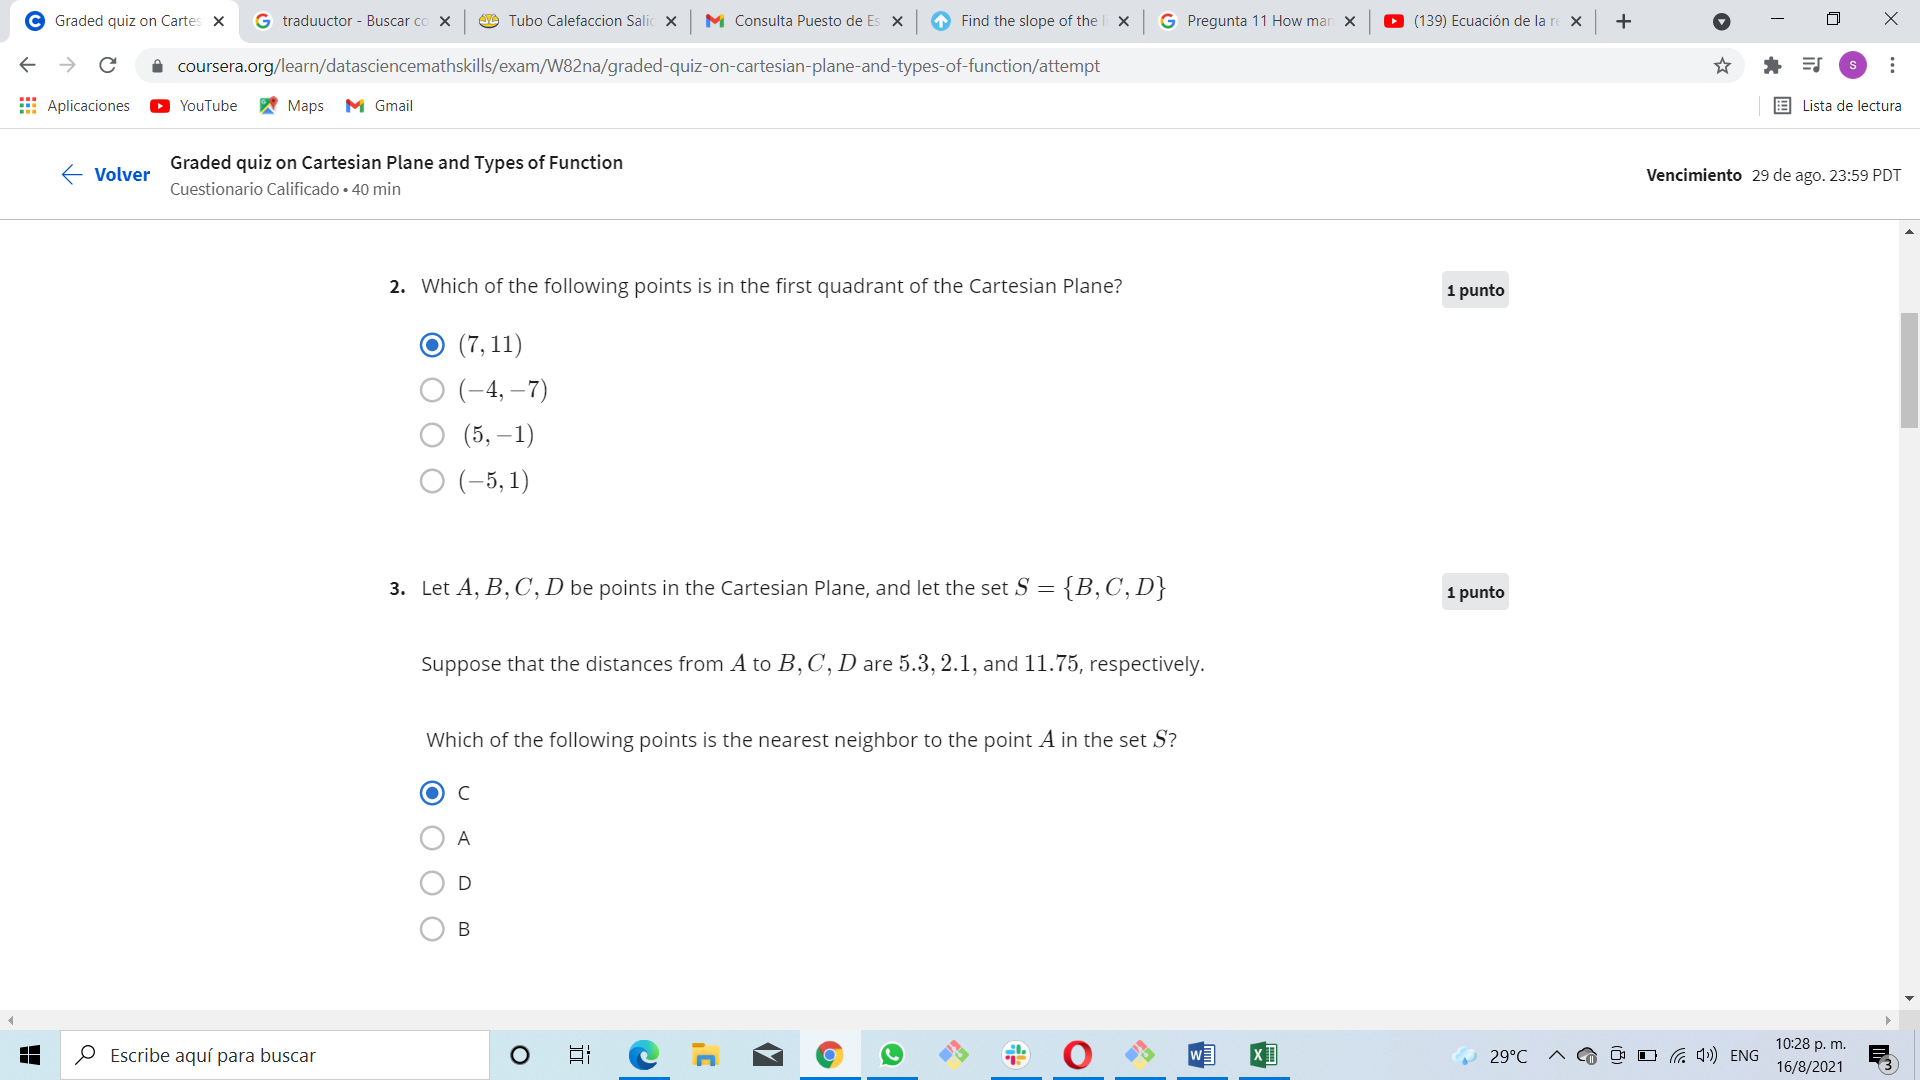 Graded quiz on Cartes
traduuctor - Buscar co
Tubo Calefaccion Salic
Consulta Puesto de Es
Find the slope of the li
Pregunta 11 How man
(139) Ecuación de la re
coursera.org/learn/datasciencemathskills/exam/W82na/graded-quiz-on-cartesian-plane-and-types-of-function/attempt
s
Aplicaciones
YouTube
Maps
Gmail
Lista de lectura
Volver
Graded quiz on Cartesian Plane and Types of Function
Cuestionario Calificado • 40 min
Vencimiento 29 de ago. 23:59 PDT
2. Which of the following points is in the first quadrant of the Cartesian Plane?
1 punto
(7, 11)
(−4, −7)
(5, −1)
(−5, 1)
3. Let A, B, C, D be points in the Cartesian Plane, and let the set S = {B, C, D}
1 punto
Suppose that the distances from A to B, C, D are 5.3, 2.1, and 11.75, respectively.
Which of the following points is the nearest neighbor to the point A in the set S?
C
A
D
B
Escribe aquí para buscar
29°C
ENG
10:28 p. m.
16/8/2021
3